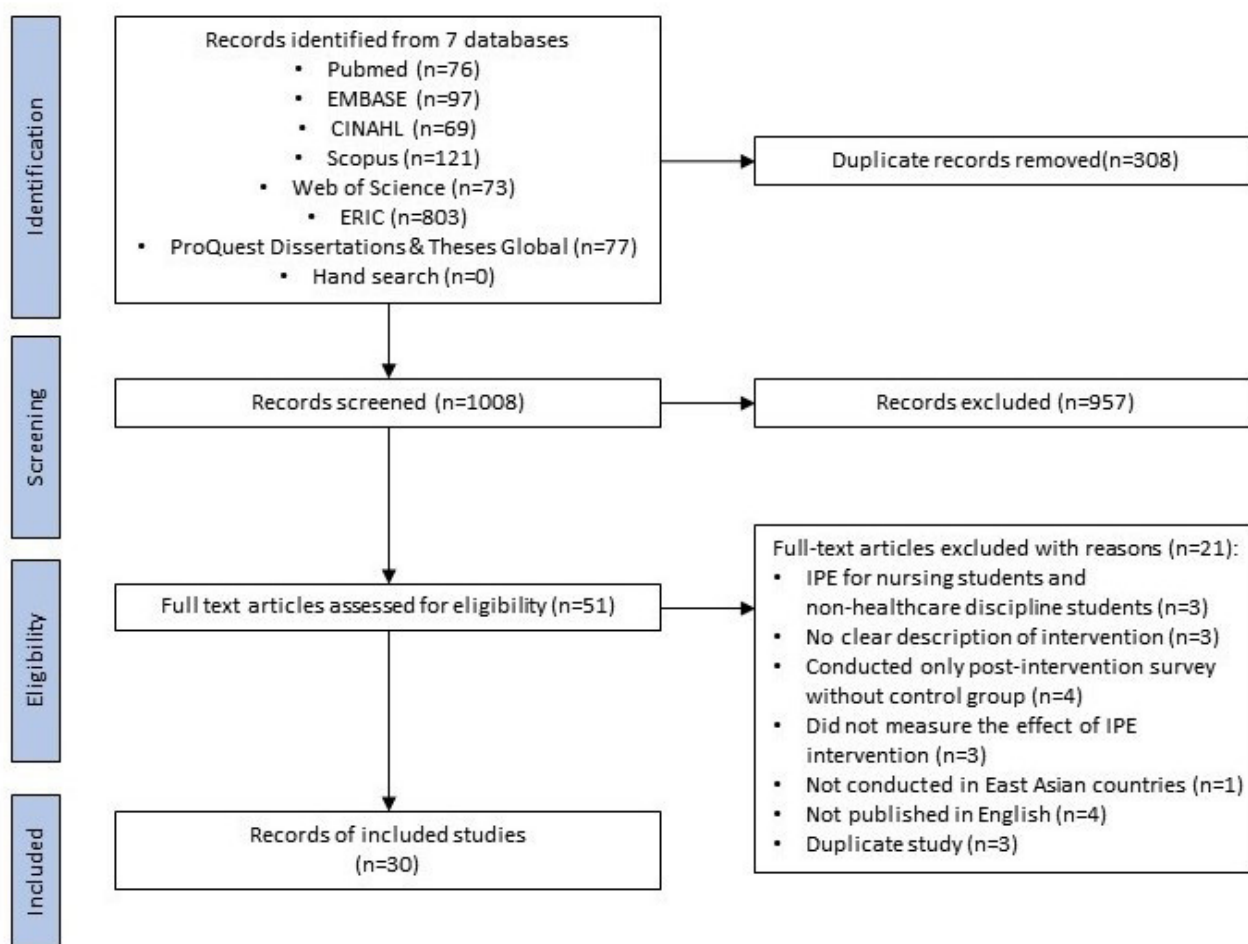 Identification
Records identified from 7 databases
• Pubmed (n=76)
• EMBASE (n=97)
• CINAHL (n=69)
• Scopus (n=121)
• Web of Science (n=73)
• ERIC (n=803)
• ProQuest Dissertations & Theses Global (n=77)
• Hand search (n=0)
Duplicate records removed(n=308)
Screening
Records screened (n=1008)
Records excluded (n=957)
Eligibility
Full text articles assessed for eligibility (n=51)
Full-text articles excluded with reasons (n=21):
• IPE for nursing students and
non-healthcare discipline students (n=3)
• No clear description of intervention (n=3)
• Conducted only post-intervention survey
without control group (n=4)
• Did not measure the effect of IPE
intervention (n=3)
• Not conducted in East Asian countries (n=1)
• Not published in English (n=4)
• Duplicate study (n=3)
Included
Records of included studies
(n=30)